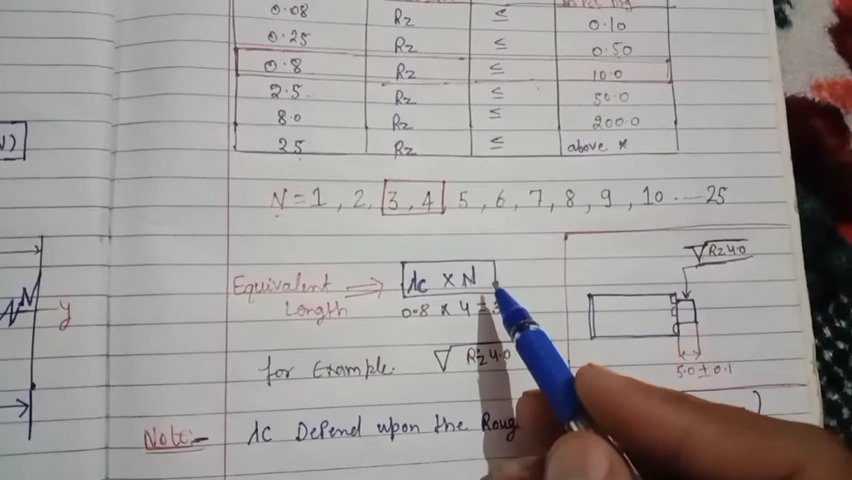 0.08 Rz ≤ 0.10
0.25 Rz ≤ 0.50
0.8 Rz ≤ 10.0
2.5 Rz ≤ 50.0
8.0 Rz ≤ 200.0
25 Rz ≤ above *
N = 1, 2, 3, 4, 5, 6, 7, 8, 9, 10 .... 25
Equivalent
Length ⇒ λc × N
0.8 × 4 = 3
√Rz 4.0
5.0 ± 0.1
y
for Example. √Rz 4.0
Note:- λc Depend upon the Roug